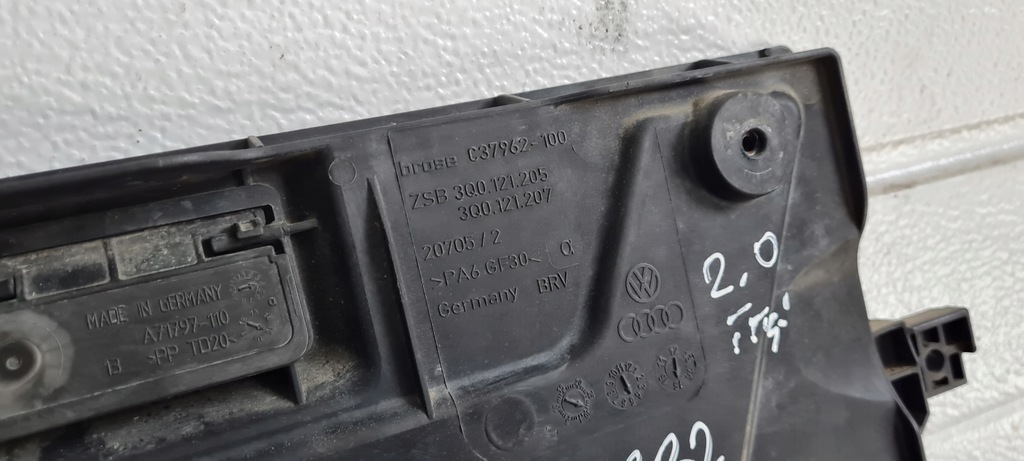 brose C37962-100
ZSB 3Q0.121.205
3Q0.121.207
20705/2
>PA6 GF30<
Germany BRV
MADE IN GERMANY
A71797-110
13 >PP TD20<
2.0